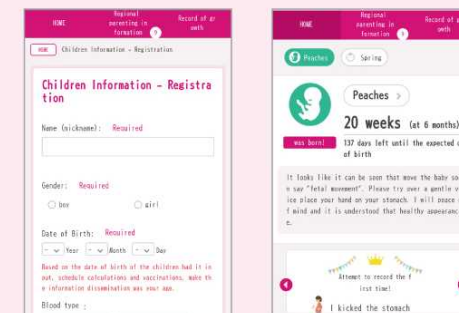 HOME
Regional
parenting in
formation
Record of gr
owth
HOME Children Information - Registration
Children Information - Registra
tion
Name (nickname): Required
Gender: Required
boy girl
Date of Birth: Required
- Year - Month - Day
Based on the date of birth of the children had it in
put, schedule calculations and vaccinations, make th
e information dissemination was your age.
Blood type :
HOME
Regional
parenting in
formation
Record of g
owth
Peaches Spring
Peaches >
20 weeks (at 6 months)
was born! 137 days left until the expected
of birth
It looks like it can be seen that move the baby so
n say "fetal movement". Please try over a gentle v
ice place your hand on your stomach. I will peace
f mind and it is understood that healthy appearanc
e.
Attempt to record the f
irst time!
I kicked the stomach